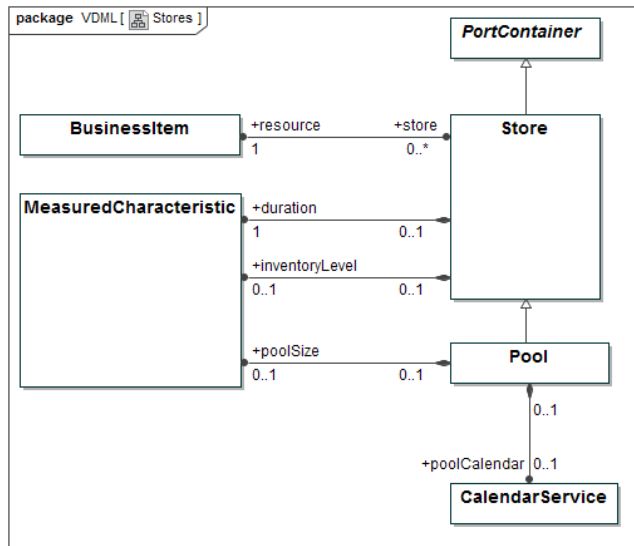 package VDML [ Stores ]
PortContainer
BusinessItem
+resource
+store
Store
1
0..*
MeasuredCharacteristic
+duration
1
0..1
+inventoryLevel
0..1
0..1
+poolSize
Pool
0..1
0..1
0..1
+poolCalendar
0..1
CalendarService